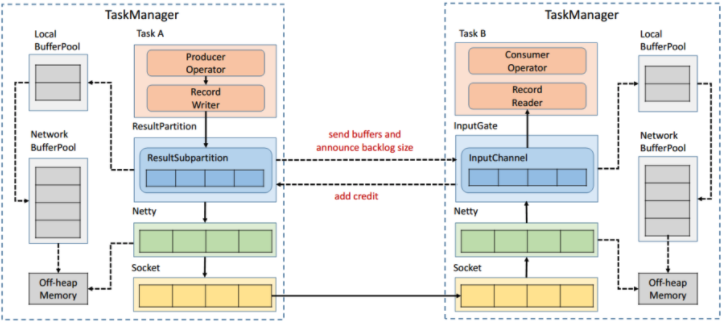 TaskManager
Local
BufferPool
Task A
Producer
Operator
Record
Writer
ResultPartition
ResultSubpartition
Network
BufferPool
Netty
Off-heap
Memory
Socket
send buffers and
announce backlog size
add credit
TaskManager
Task B
Consumer
Operator
Record
Reader
InputGate
InputChannel
Netty
Socket
Local
BufferPool
Network
BufferPool
Off-heap
Memory